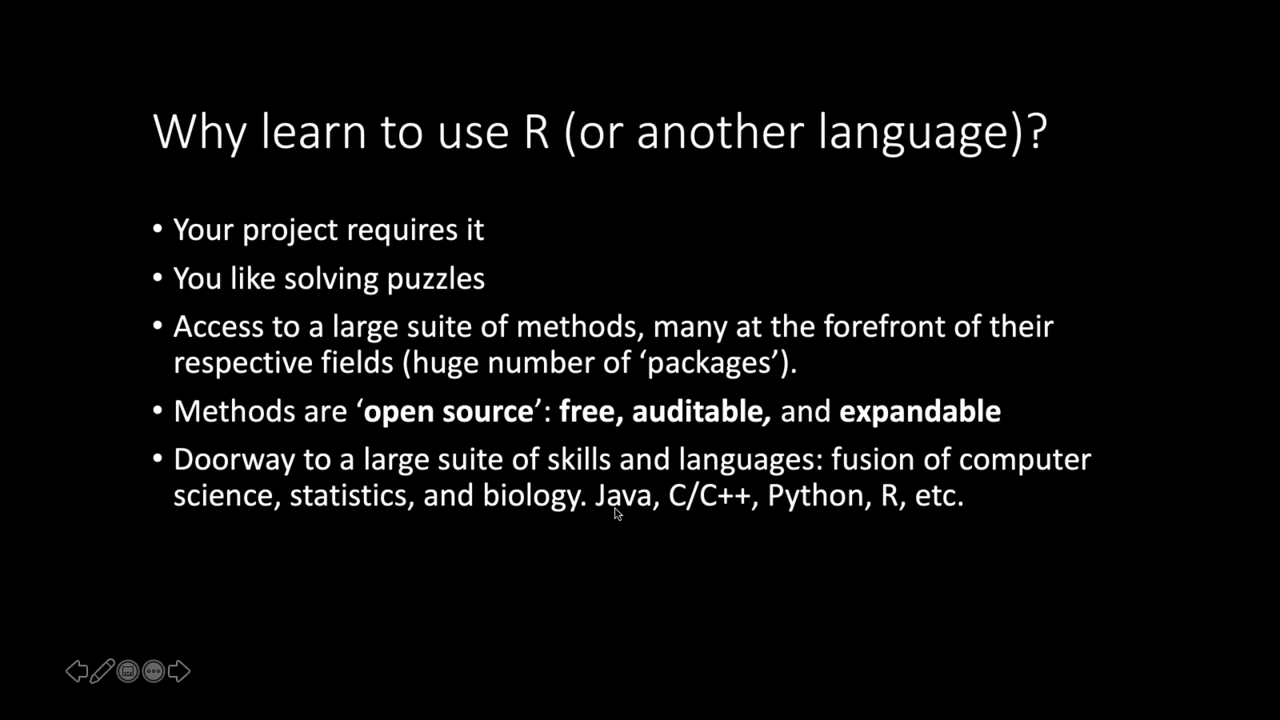 Why learn to use R (or another language)?
• Your project requires it
• You like solving puzzles
• Access to a large suite of methods, many at the forefront of their
respective fields (huge number of ‘packages’).
• Methods are ‘open source’: free, auditable, and expandable
• Doorway to a large suite of skills and languages: fusion of computer
science, statistics, and biology. Java, C/C++, Python, R, etc.